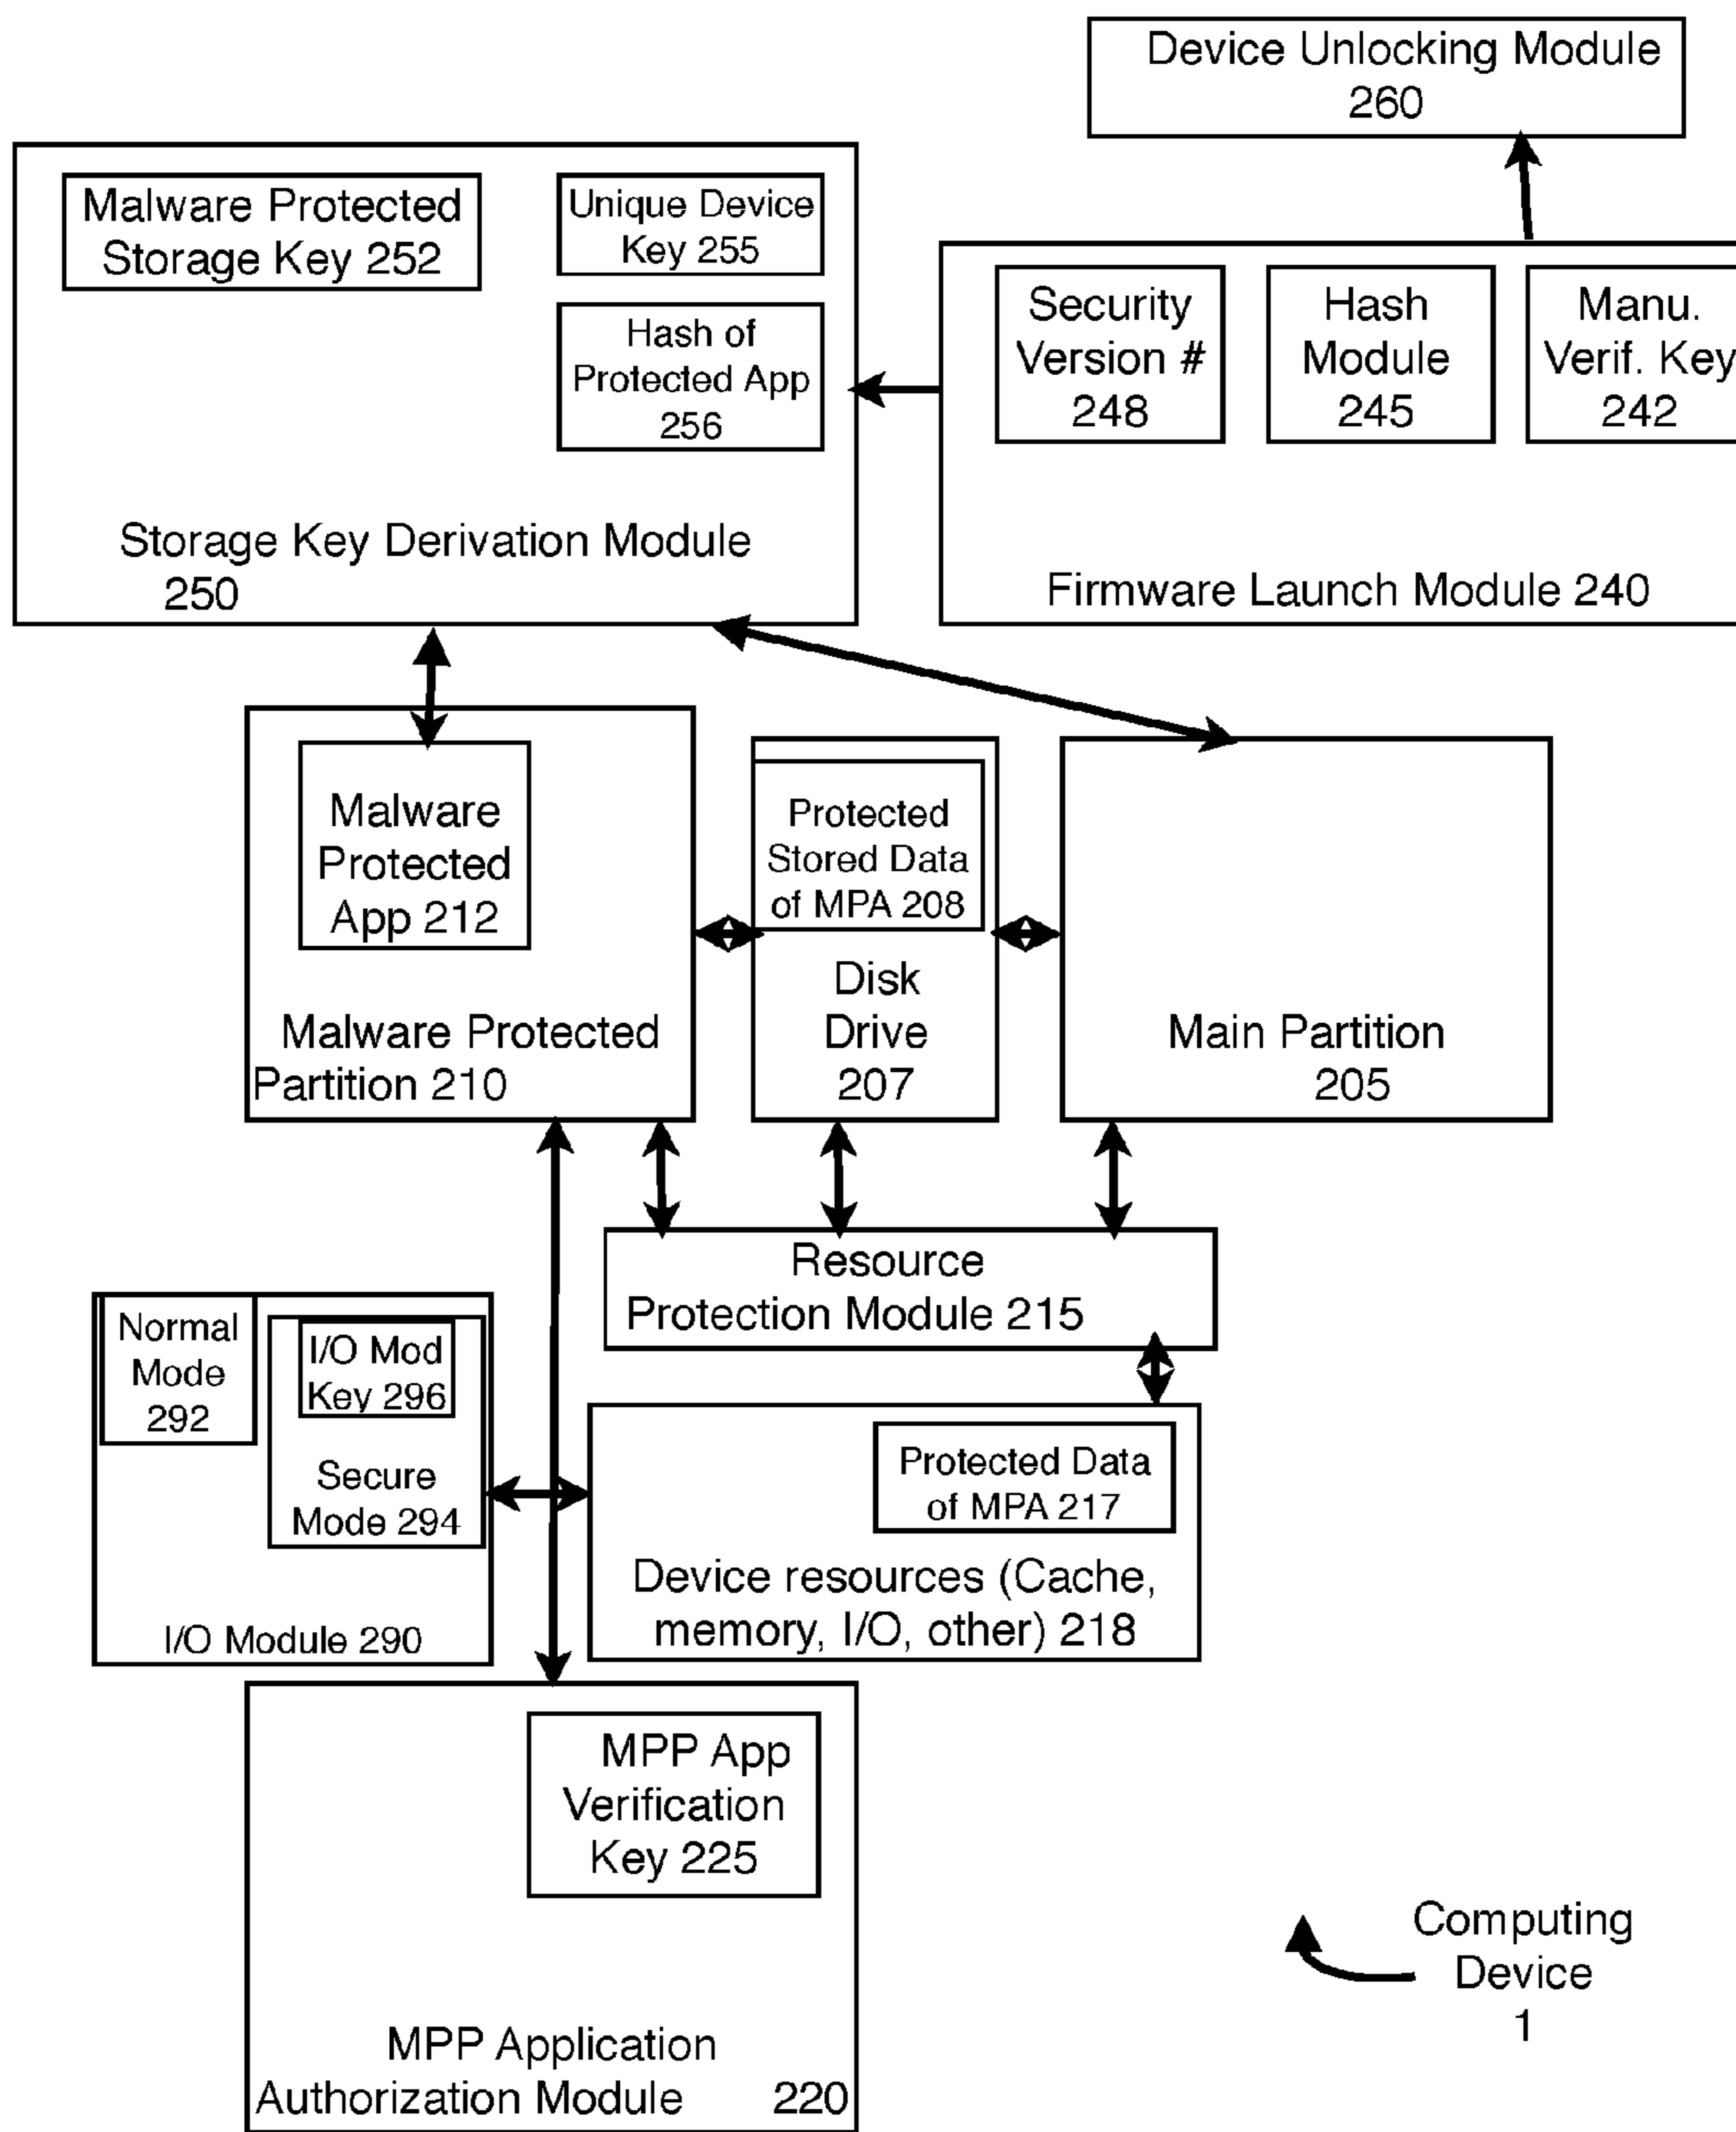 Device Unlocking Module
260
Malware Protected
Storage Key 252
Unique Device
Key 255
Hash of
Protected App
256
Storage Key Derivation Module
250
Security
Version #
248
Hash
Module
245
Manu.
Verif. Key
242
Firmware Launch Module 240
Malware
Protected
App 212
Malware Protected
Partition 210
Protected
Stored Data
of MPA 208
Disk
Drive
207
Main Partition
205
Resource
Protection Module 215
Normal
Mode
292
I/O Mod
Key 296
Secure
Mode 294
I/O Module 290
Protected Data
of MPA 217
Device resources (Cache,
memory, I/O, other) 218
MPP App
Verification
Key 225
MPP Application
Authorization Module 220
Computing
Device
1